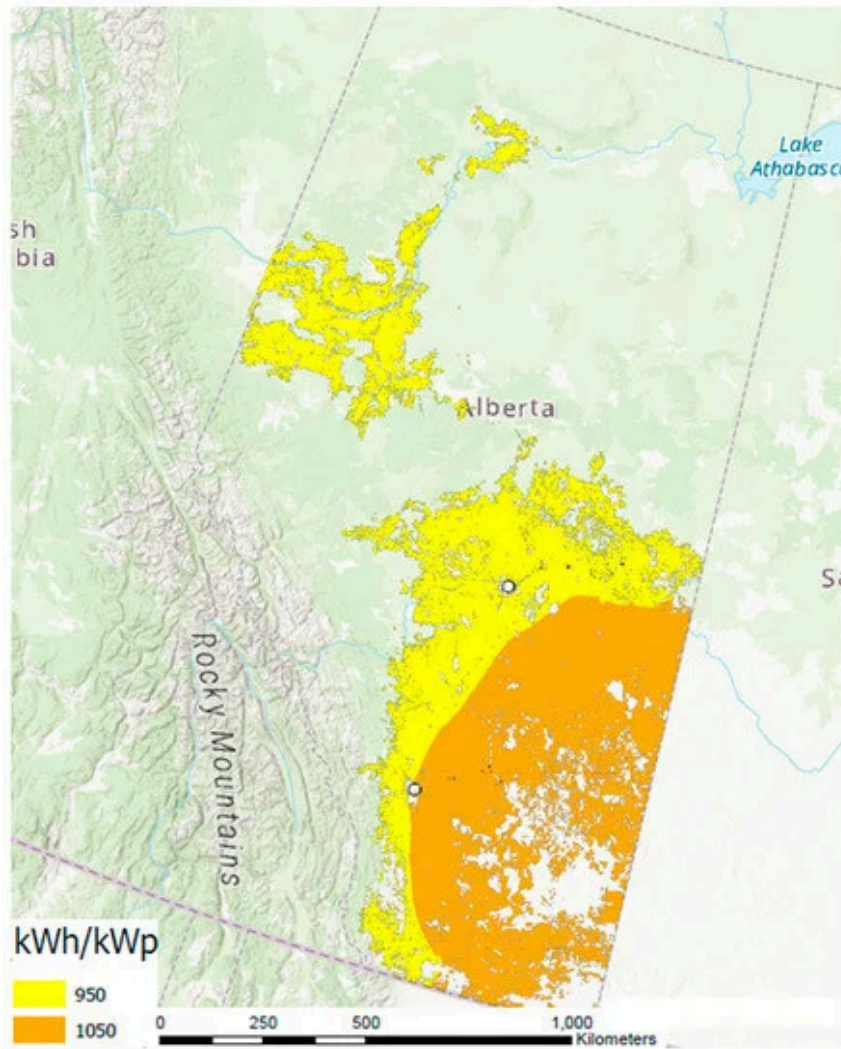 Lake
Athabasca
sh
bia
Alberta
Sa
Rocky Mountains
kWh/kWp
950
1050
0 250 500 1,000
Kilometers